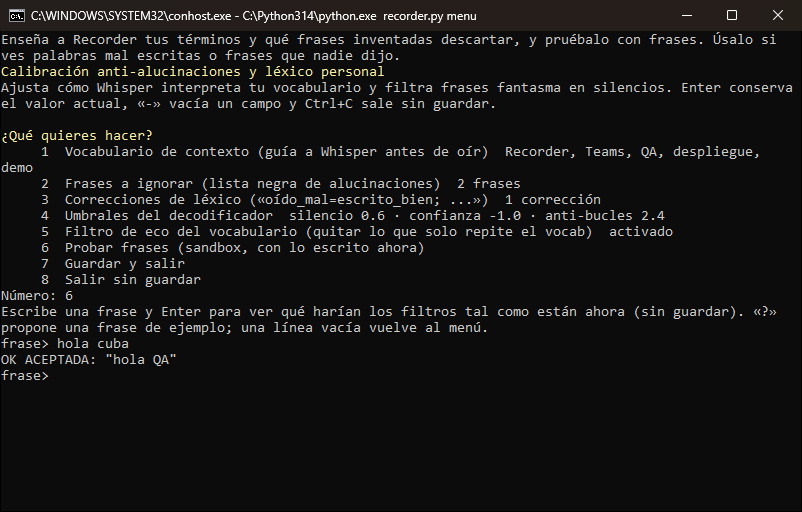 C:\WINDOWS\SYSTEM32\conhost.exe - C:\Python314\python.exe  recorder.py menu
Enseña a Recorder tus términos y qué frases inventadas descartar, y pruébalo con frases. Úsalo si
ves palabras mal escritas o frases que nadie dijo.
Calibración anti-alucinaciones y léxico personal
Ajusta cómo Whisper interpreta tu vocabulario y filtra frases fantasma en silencios. Enter conserva
el valor actual, «-» vacía un campo y Ctrl+C sale sin guardar.
¿Qué quieres hacer?
1  Vocabulario de contexto (guía a Whisper antes de oír)  Recorder, Teams, QA, despliegue,
demo
2  Frases a ignorar (lista negra de alucinaciones)  2 frases
3  Correcciones de léxico («oído_mal=escrito_bien; ...»)  1 corrección
4  Umbrales del decodificador  silencio 0.6 · confianza -1.0 · anti-bucles 2.4
5  Filtro de eco del vocabulario (quitar lo que solo repite el vocab)  activado
6  Probar frases (sandbox, con lo escrito ahora)
7  Guardar y salir
8  Salir sin guardar
Número: 6
Escribe una frase y Enter para ver qué harían los filtros tal como están ahora (sin guardar). «?»
propone una frase de ejemplo; una línea vacía vuelve al menú.
frase> hola cuba
OK ACEPTADA: "hola QA"
frase>